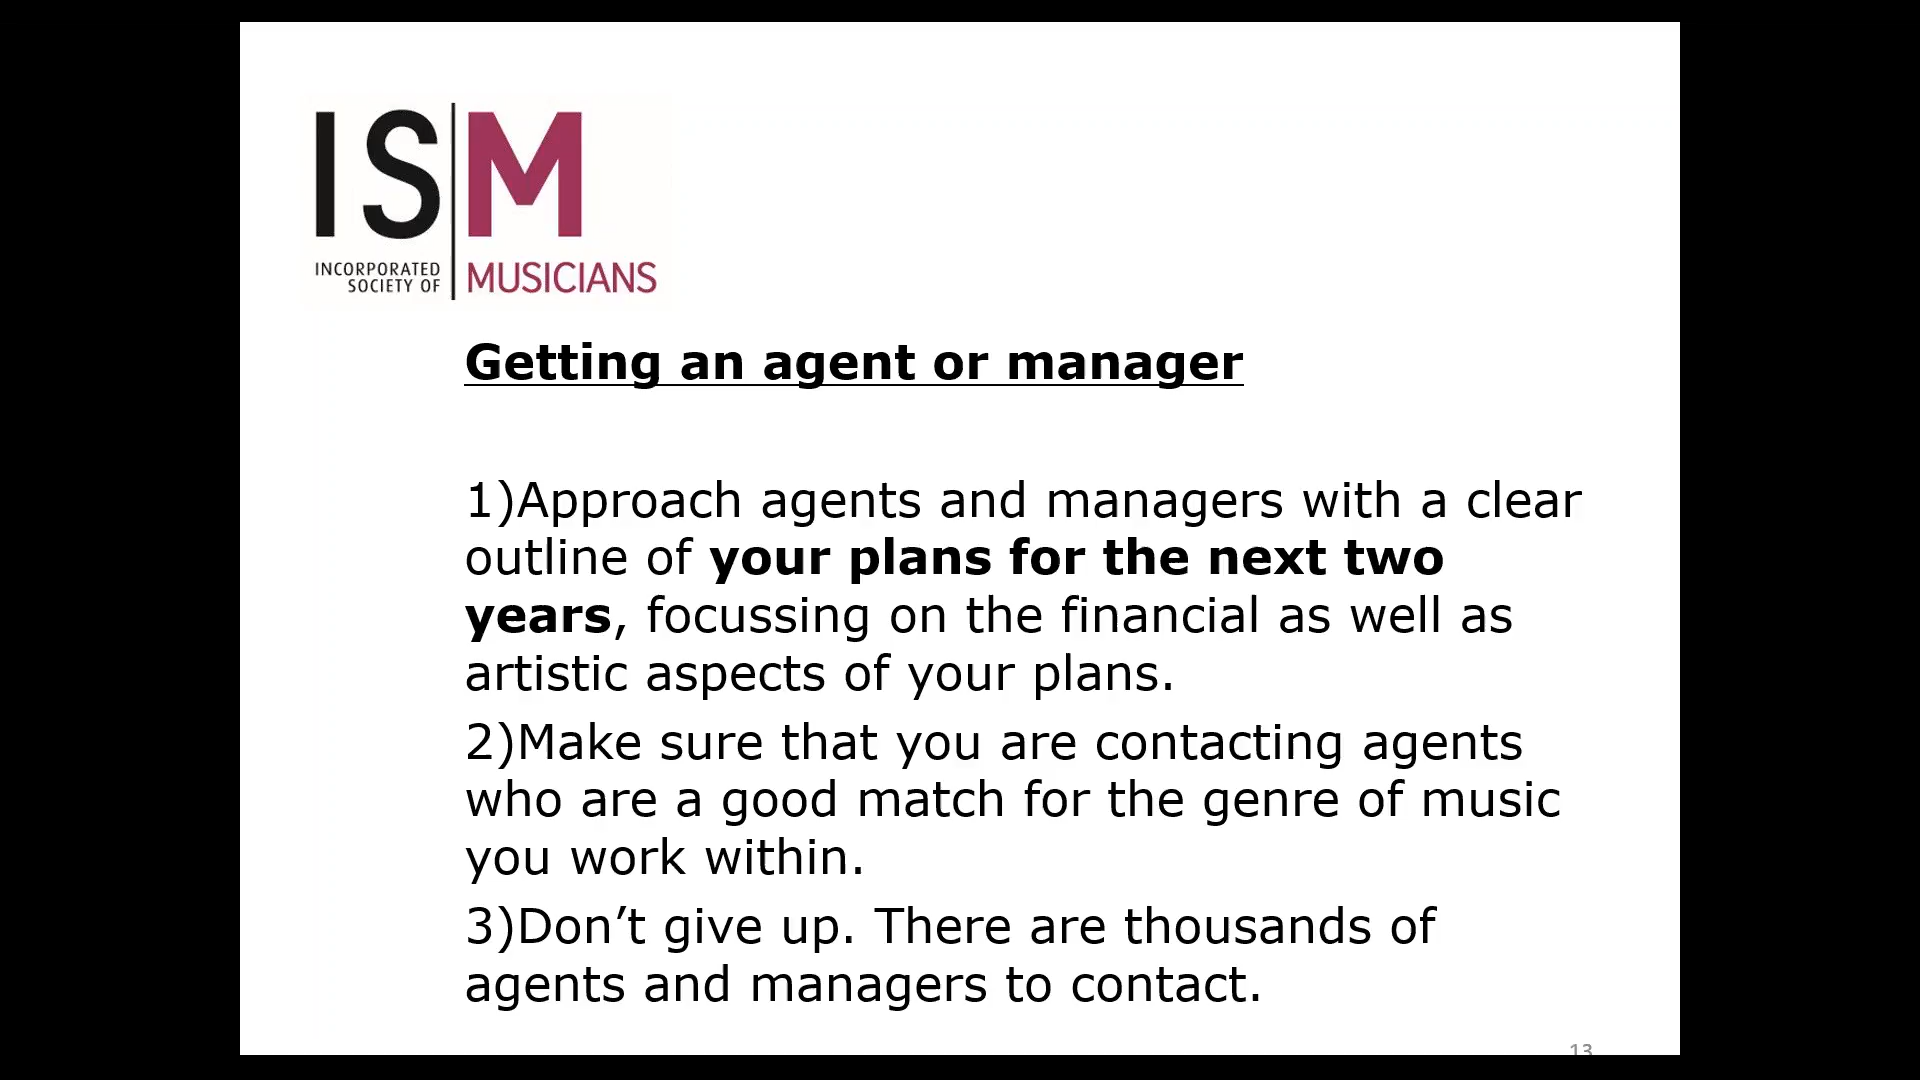 ISM
INCORPORATED
SOCIETY OF
MUSICIANS
Getting an agent or manager
1)Approach agents and managers with a clear
outline of your plans for the next two
years, focussing on the financial as well as
artistic aspects of your plans.
2)Make sure that you are contacting agents
who are a good match for the genre of music
you work within.
3)Don’t give up. There are thousands of
agents and managers to contact.
13